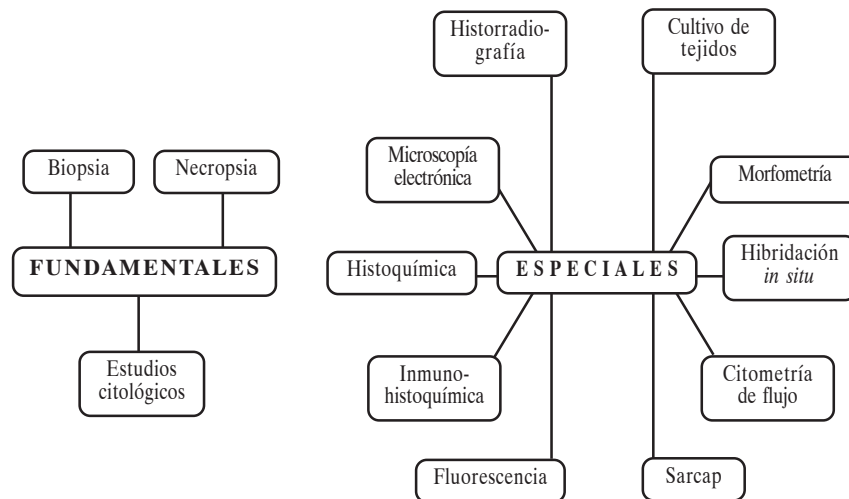 Historradio-
grafía
Cultivo de
tejidos
Biopsia
Necropsia
Microscopía
electrónica
Morfometría
FUNDAMENTALES
Histoquímica
ESPECIALES
Hibridación
in situ
Estudios
citológicos
Inmuno-
histoquímica
Citometría
de flujo
Fluorescencia
Sarcap